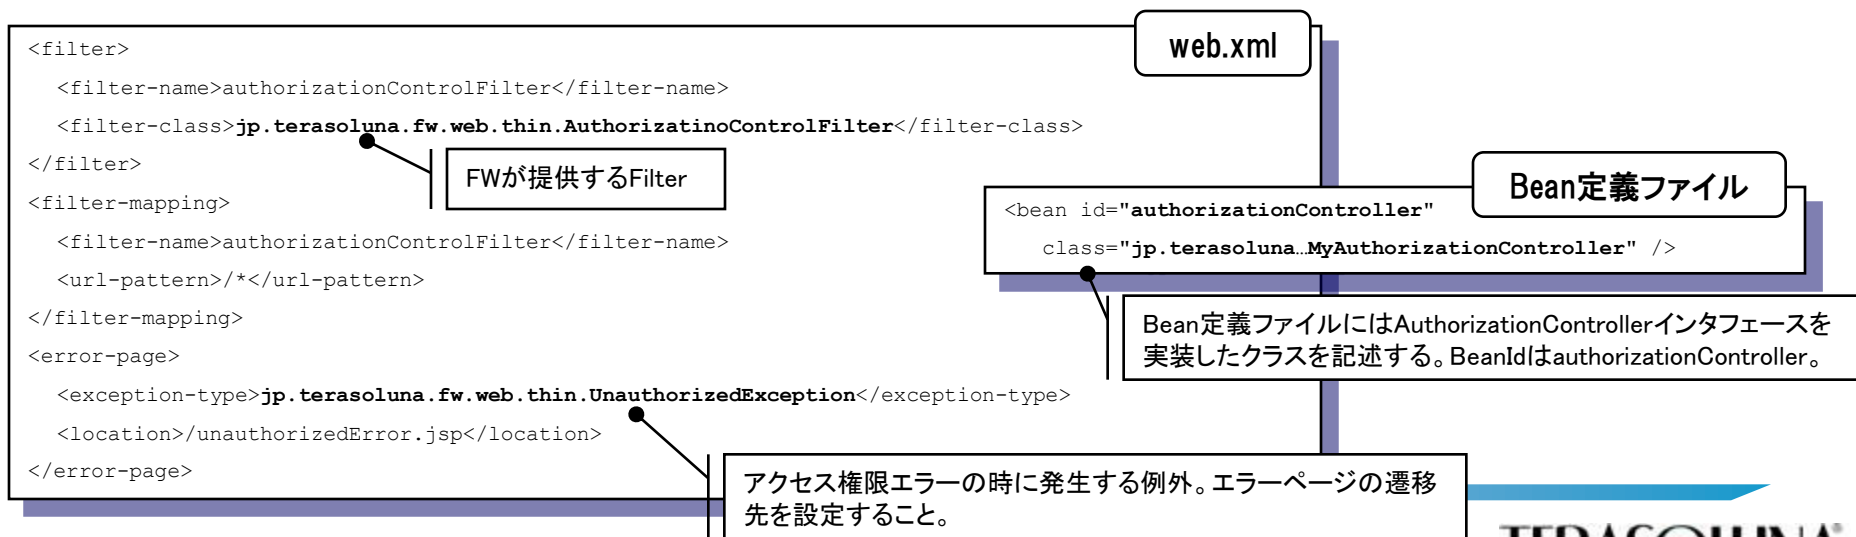 web.xml
<filter>
<filter-name>authorizationControlFilter</filter-name>
<filter-class>jp.terasoluna.fw.web.thin.AuthorizatinoControlFilter</filter-class>
</filter>
FWが提供するFilter
<filter-mapping>
<filter-name>authorizationControlFilter</filter-name>
<url-pattern>/*</url-pattern>
</filter-mapping>
<error-page>
<exception-type>jp.terasoluna.fw.web.thin.UnauthorizedException</exception-type>
<location>/unauthorizedError.jsp</location>
</error-page>
アクセス権限エラーの時に発生する例外。エラーページの遷移
先を設定すること。
Bean定義ファイル
<bean id="authorizationController"
class="jp.terasoluna…MyAuthorizationController" />
Bean定義ファイルにはAuthorizationControllerインタフェースを
実装したクラスを記述する。BeanIdはauthorizationController。
TERASOLUNA®